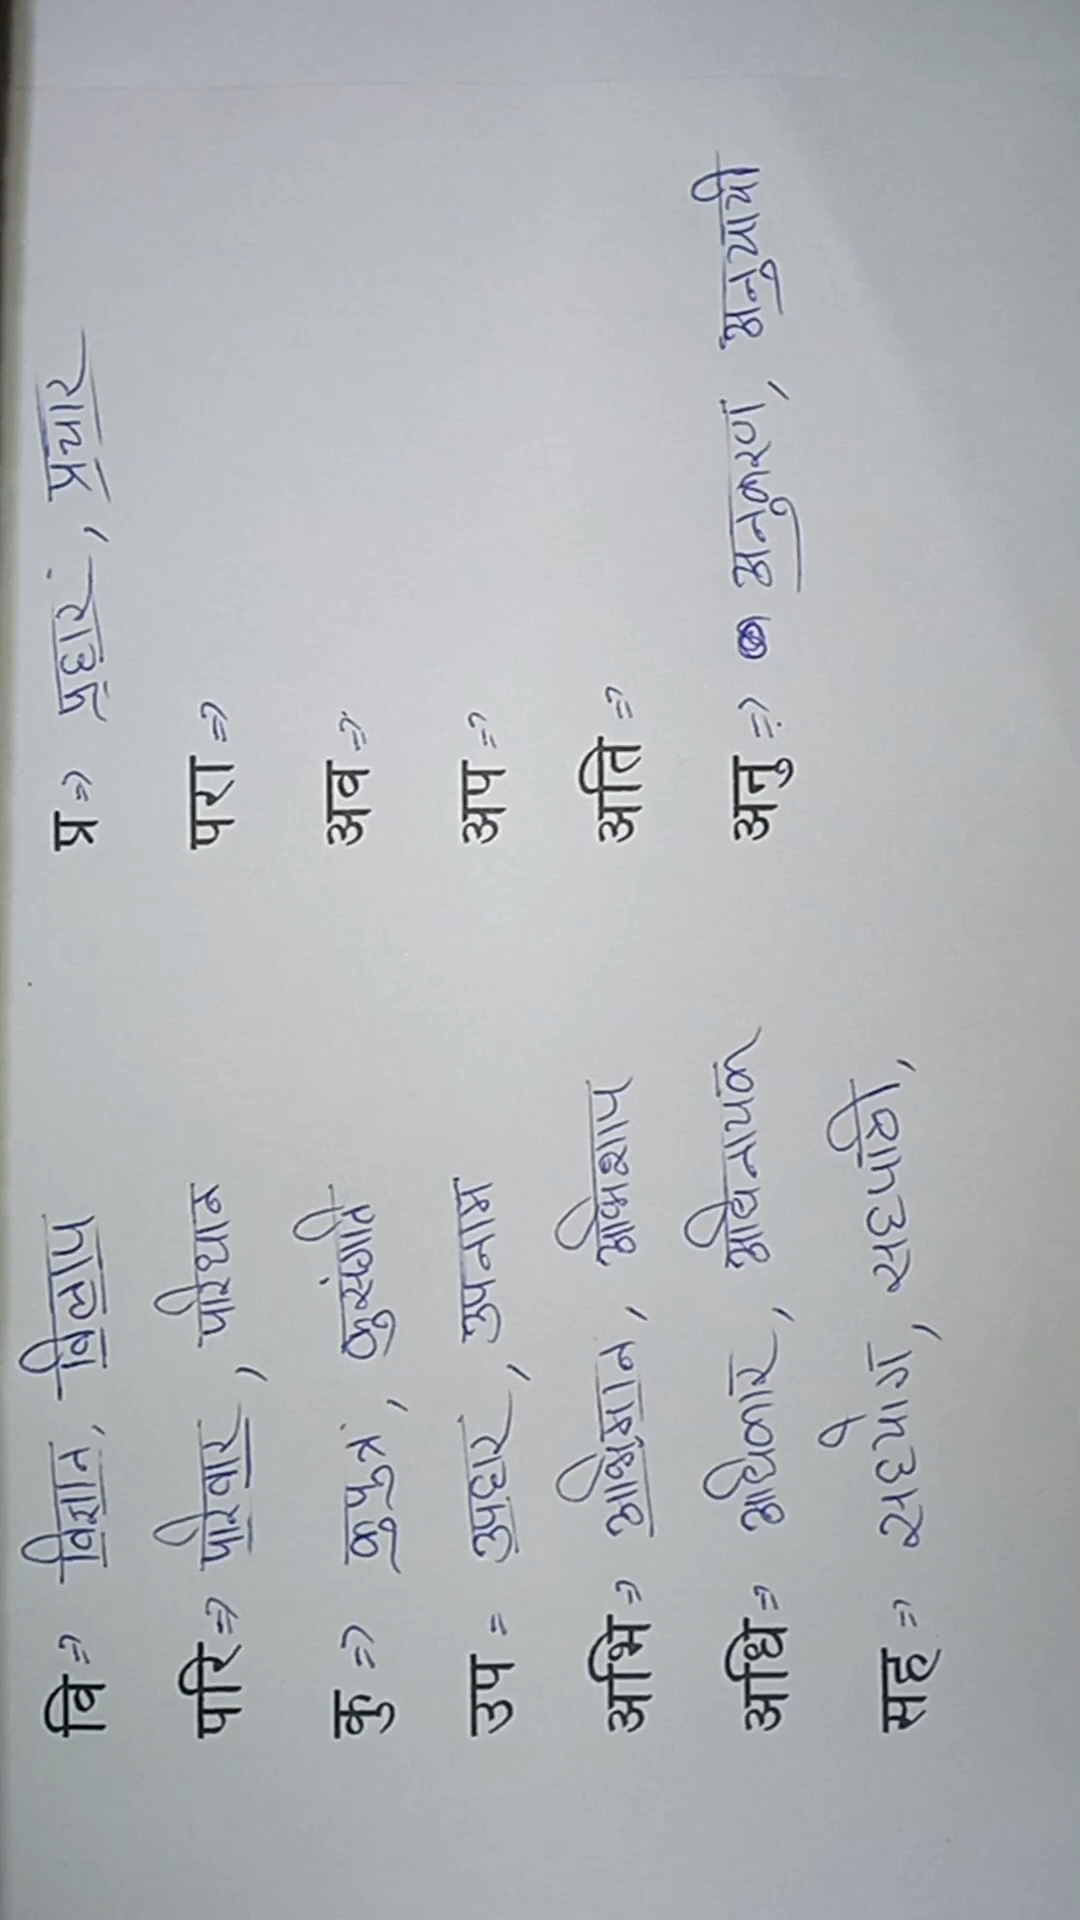 वि => विज्ञान, विलाप
परि => परिवार, परिधान
कु => कुपुत्र, कुसंगति
उप = उपहार, उपनाम
अभि => अभिमान, अभिशाप
अधि => अधिकार, अधिनायक
सह => सहयोग, सहपाठी,
प्र => प्रहार, प्रचार
परा =>
अव =>
अप =>
अति =>
अनु => अनुकरण, अनुयायी